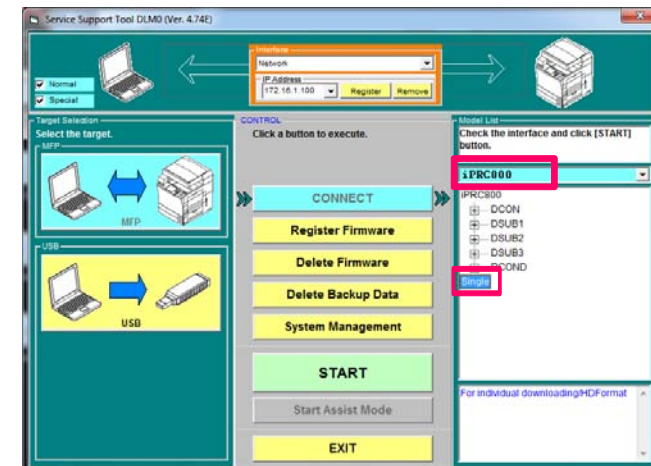 Service Support Tool DLM0 (Ver. 4.74E)
Normal
Special
Interface
Network
IP Address
172.16.1.100
Register
Remove
Target Selection
Select the target.
MFP
MFP
USB
USB
CONTROL
Click a button to execute.
CONNECT
Register Firmware
Delete Firmware
Delete Backup Data
System Management
START
Start Assist Mode
EXIT
Model List
Check the interface and click [START]
button.
iPRC800
iPRC800
DCON
DSUB1
DSUB2
DSUB3
DCOND
Single
For individual downloading/HDFormat